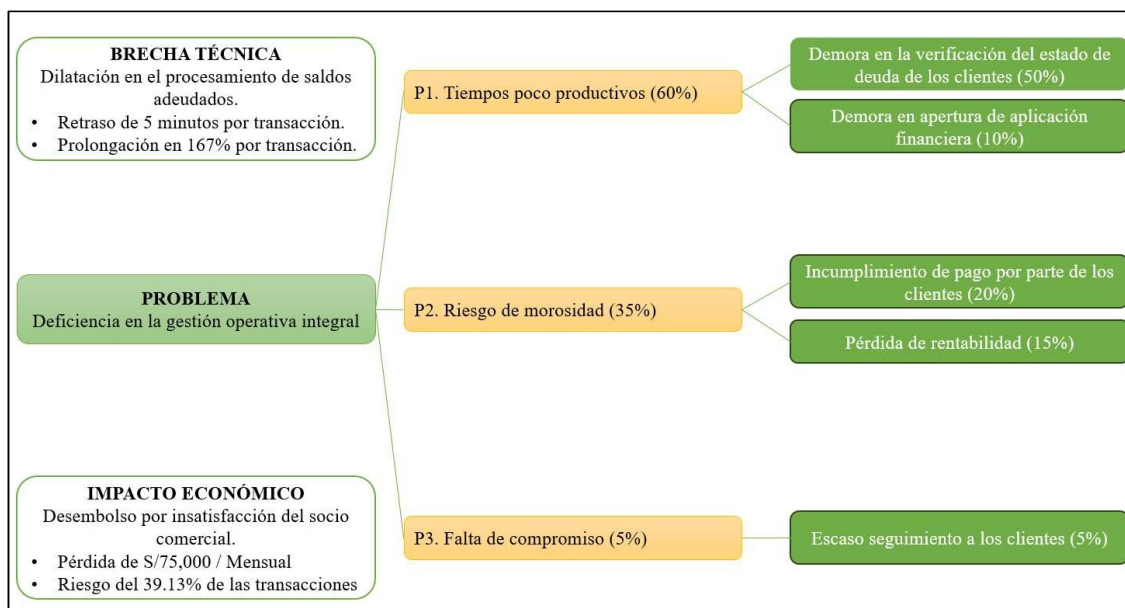 BRECHA TÉCNICA
Dilatación en el procesamiento de saldos
adeudados.
• Retraso de 5 minutos por transacción.
• Prolongación en 167% por transacción.
PROBLEMA
Deficiencia en la gestión operativa integral
IMPACTO ECONÓMICO
Desembolso por insatisfacción del socio
comercial.
• Pérdida de S/75,000 / Mensual
• Riesgo del 39.13% de las transacciones
P1. Tiempos poco productivos (60%)
P2. Riesgo de morosidad (35%)
P3. Falta de compromiso (5%)
Demora en la verificación del estado de
deuda de los clientes (50%)
Demora en apertura de aplicación
financiera (10%)
Incumplimiento de pago por parte de los
clientes (20%)
Pérdida de rentabilidad (15%)
Escaso seguimiento a los clientes (5%)